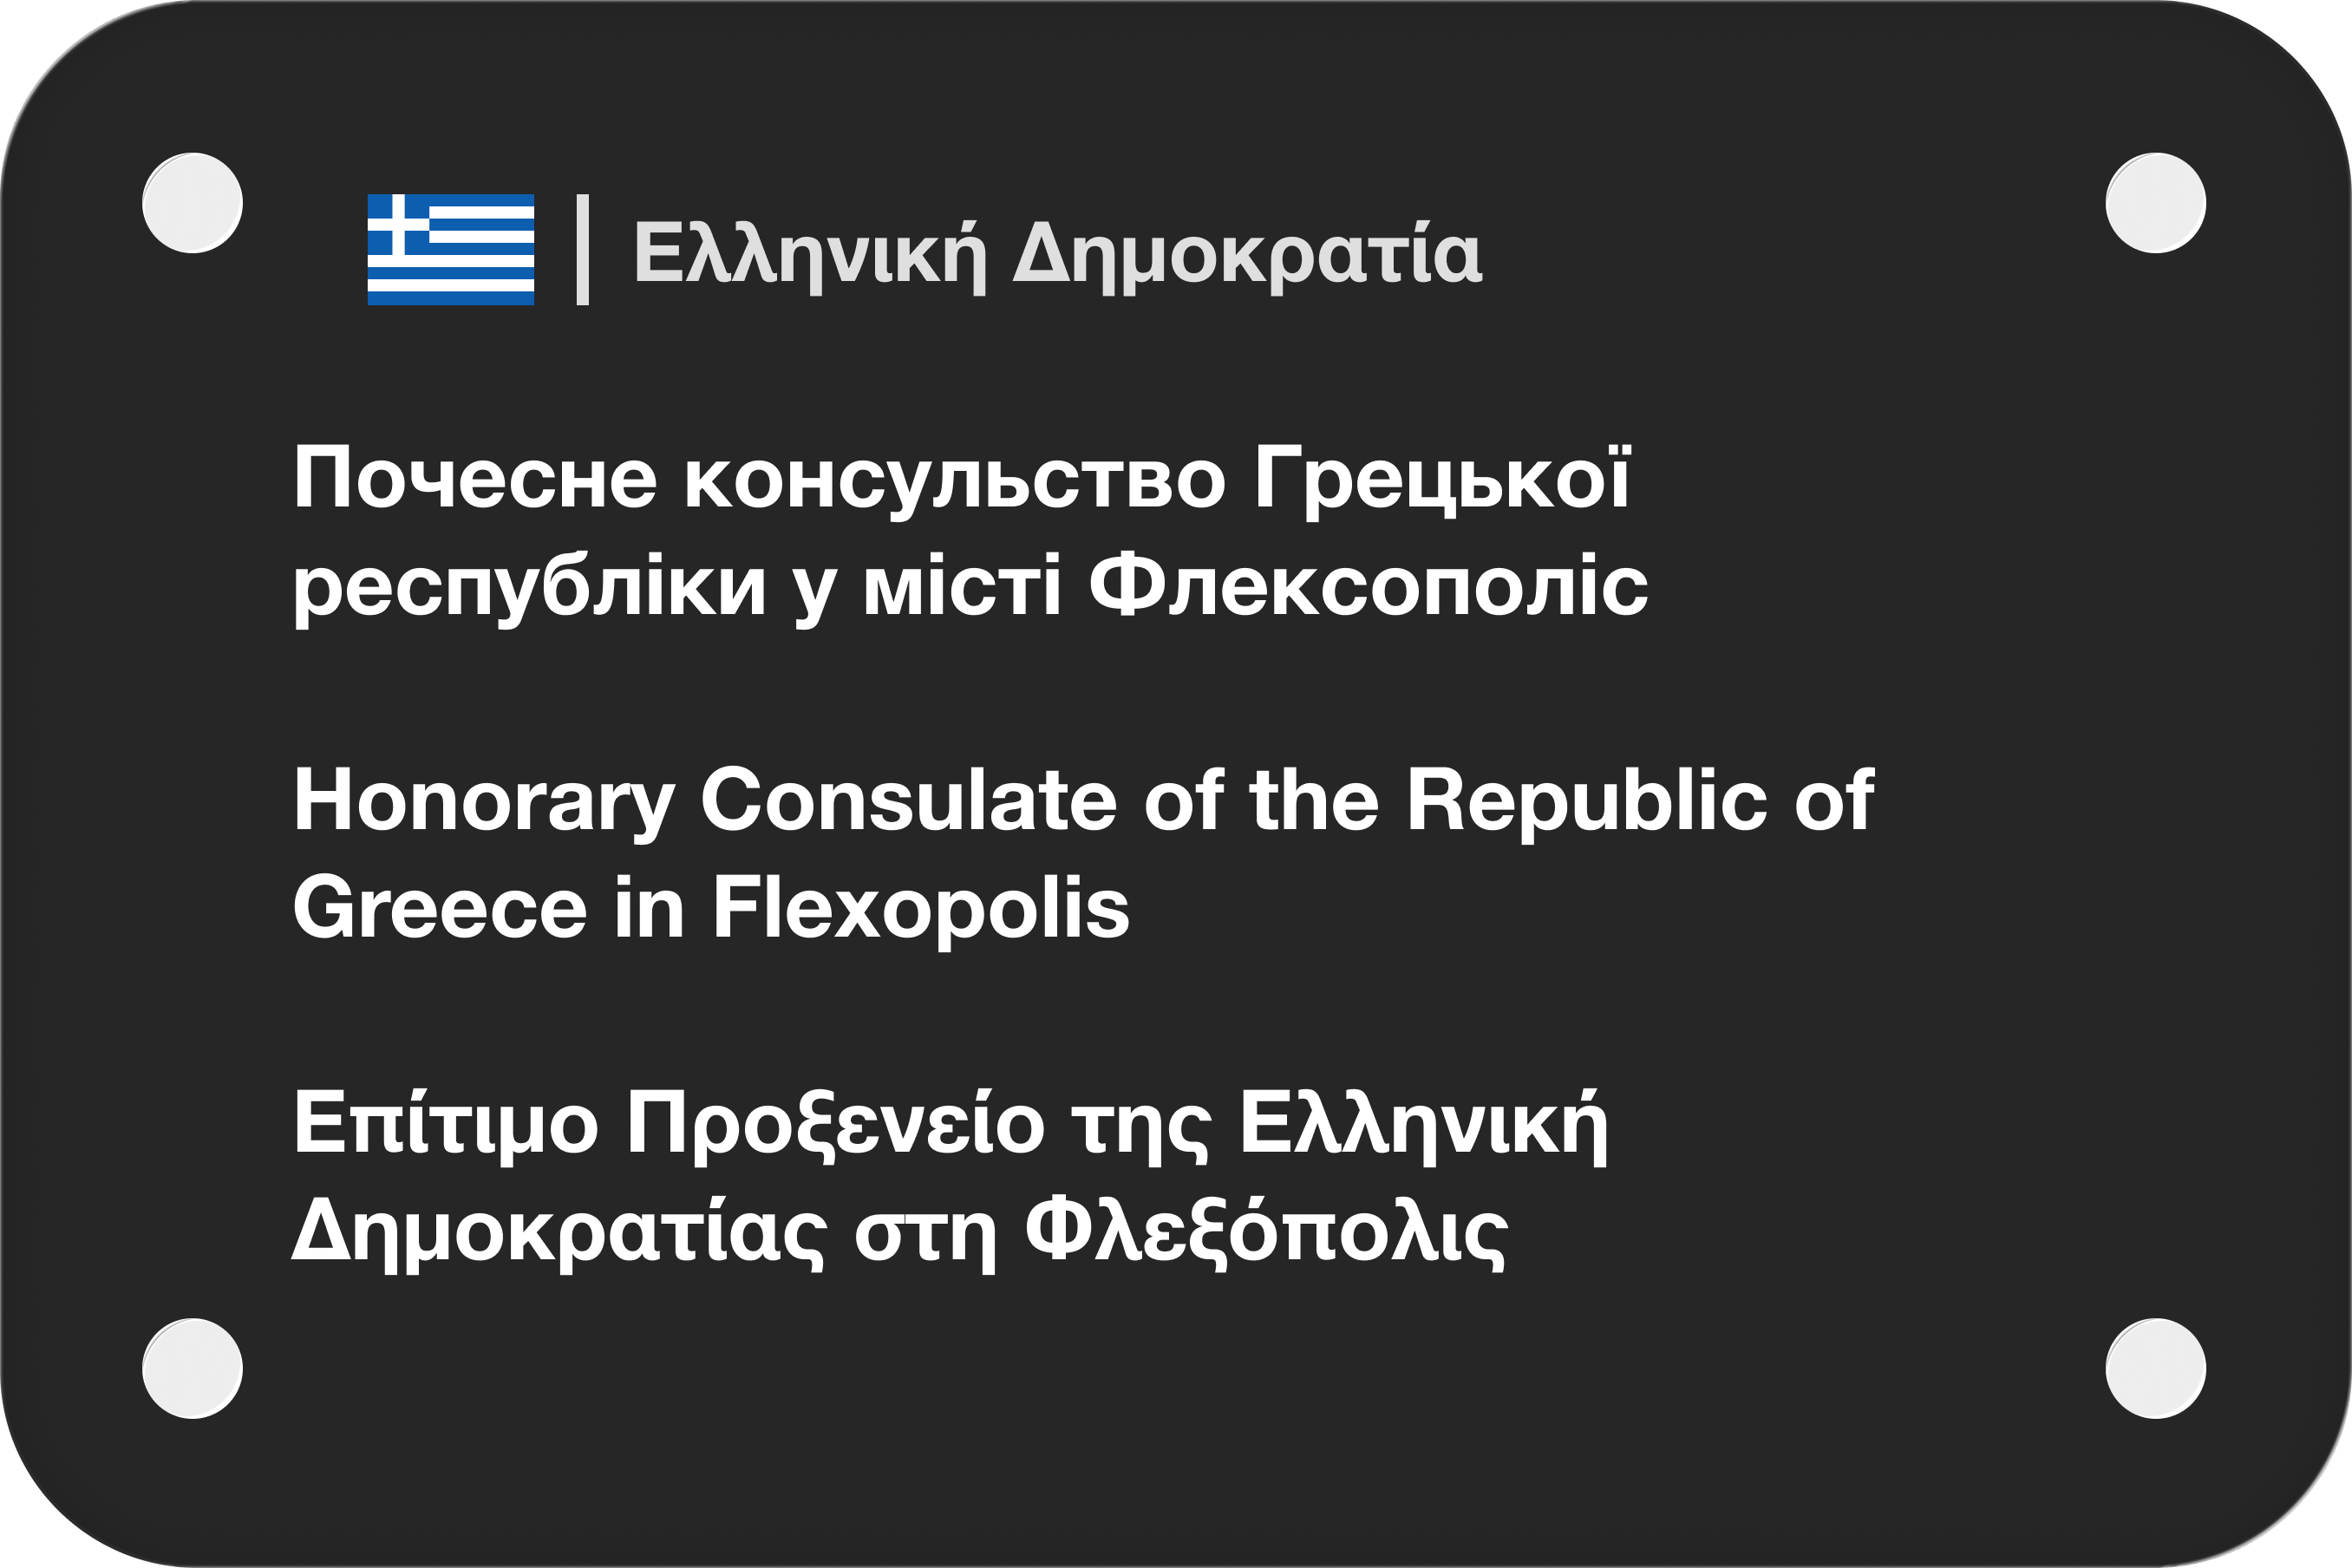 Ελληνική Δημοκρατία
Почесне консульство Грецької
республіки у місті Флексополіс
Honorary Consulate of the Republic of
Greece in Flexopolis
Επίτιμο Προξενείο της Ελληνική
Δημοκρατίας στη Φλεξόπολις